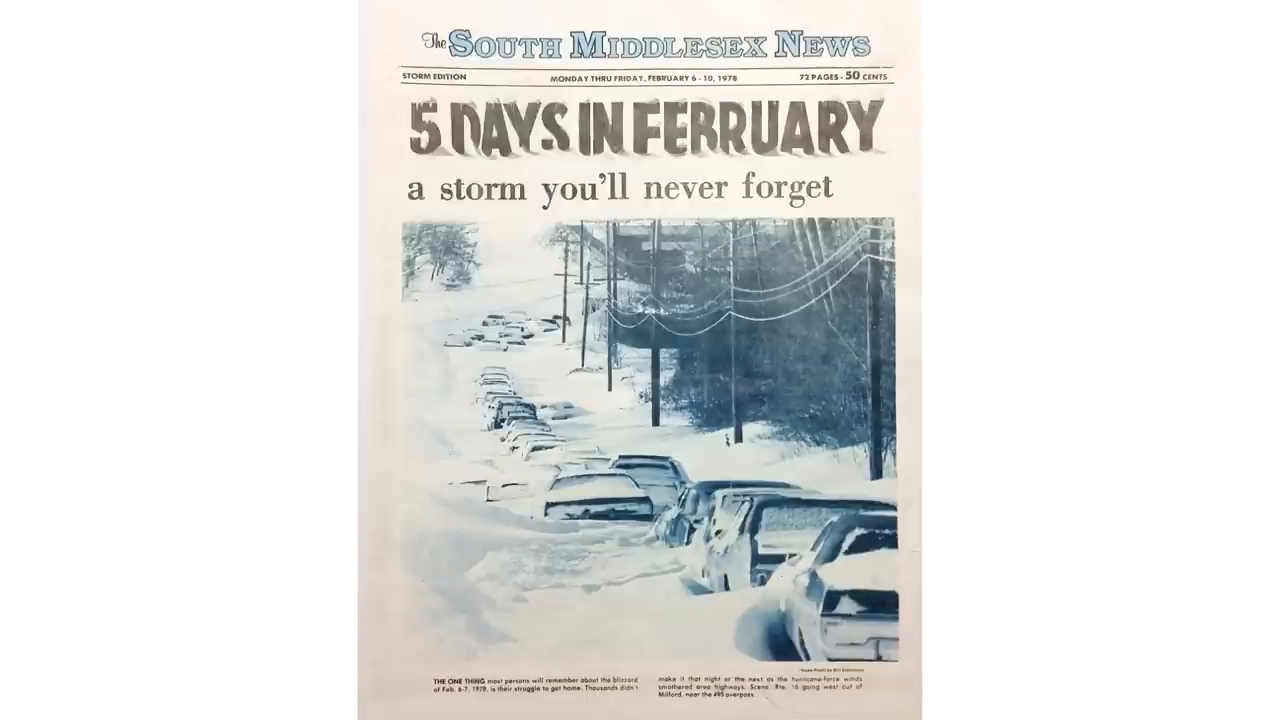 The SOUTH MIDDLESEX NEWS
STORM EDITION MONDAY THRU FRIDAY, FEBRUARY 6 - 10, 1978 72 PAGES - 50 CENTS
5 DAYS IN FEBRUARY
a storm you'll never forget
News Photo by Bill
THE ONE THING most persons will remember about the blizzard
of Feb. 6-7, 1978, is their struggle to get home. Thousands didn't
make it that night or the next as the hurricane-force winds
smothered area highways. Scene: Rte. 16 going west out of
Milford, near the 495 overpass.